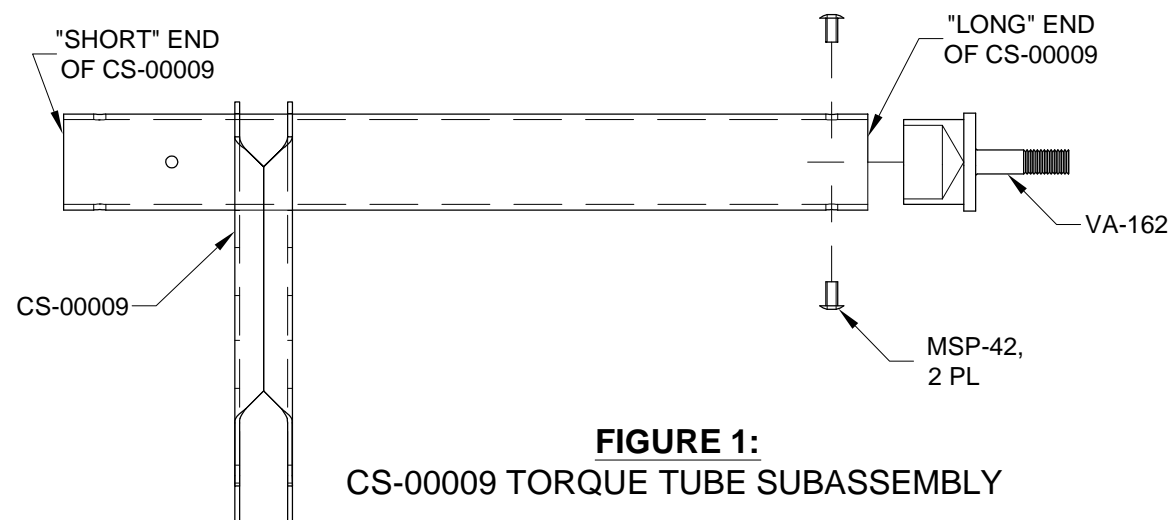 "SHORT" END
OF CS-00009
"LONG" END
OF CS-00009
VA-162
CS-00009
MSP-42,
2 PL
FIGURE 1:
CS-00009 TORQUE TUBE SUBASSEMBLY